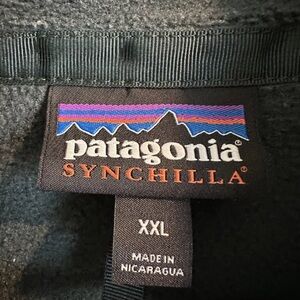 patagonia®
SYNCHILLA®
XXL
MADE IN
NICARAGUA